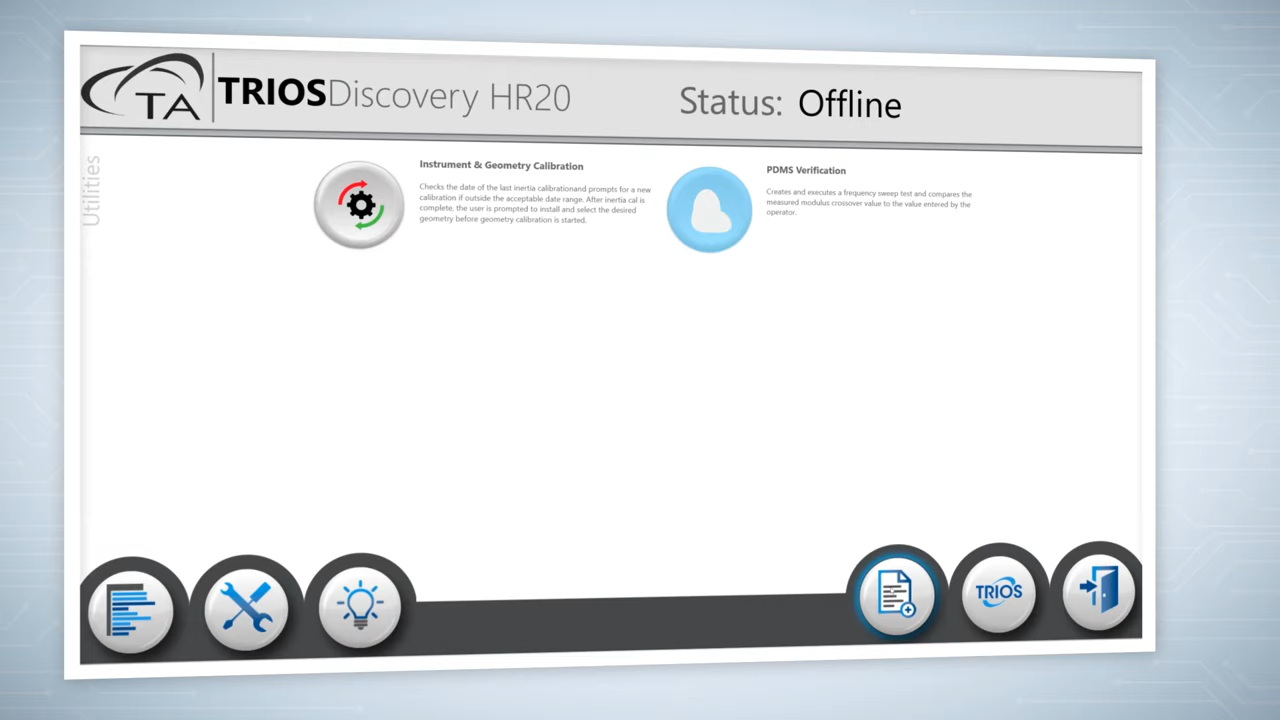 TA
TRIOS Discovery HR20
Status: Offline
Utilities
Instrument & Geometry Calibration
Checks the date of the last inertia calibrationand prompts for a new
calibration if outside the acceptable date range. After inertia cal is
complete, the user is prompted to install and select the desired
geometry before geometry calibration is started.
PDMS Verification
Creates and executes a frequency sweep test and compares the
measured modulus crossover value to the value entered by the
operator.
TRIOS